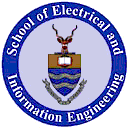 School of Electrical and
Information Engineering